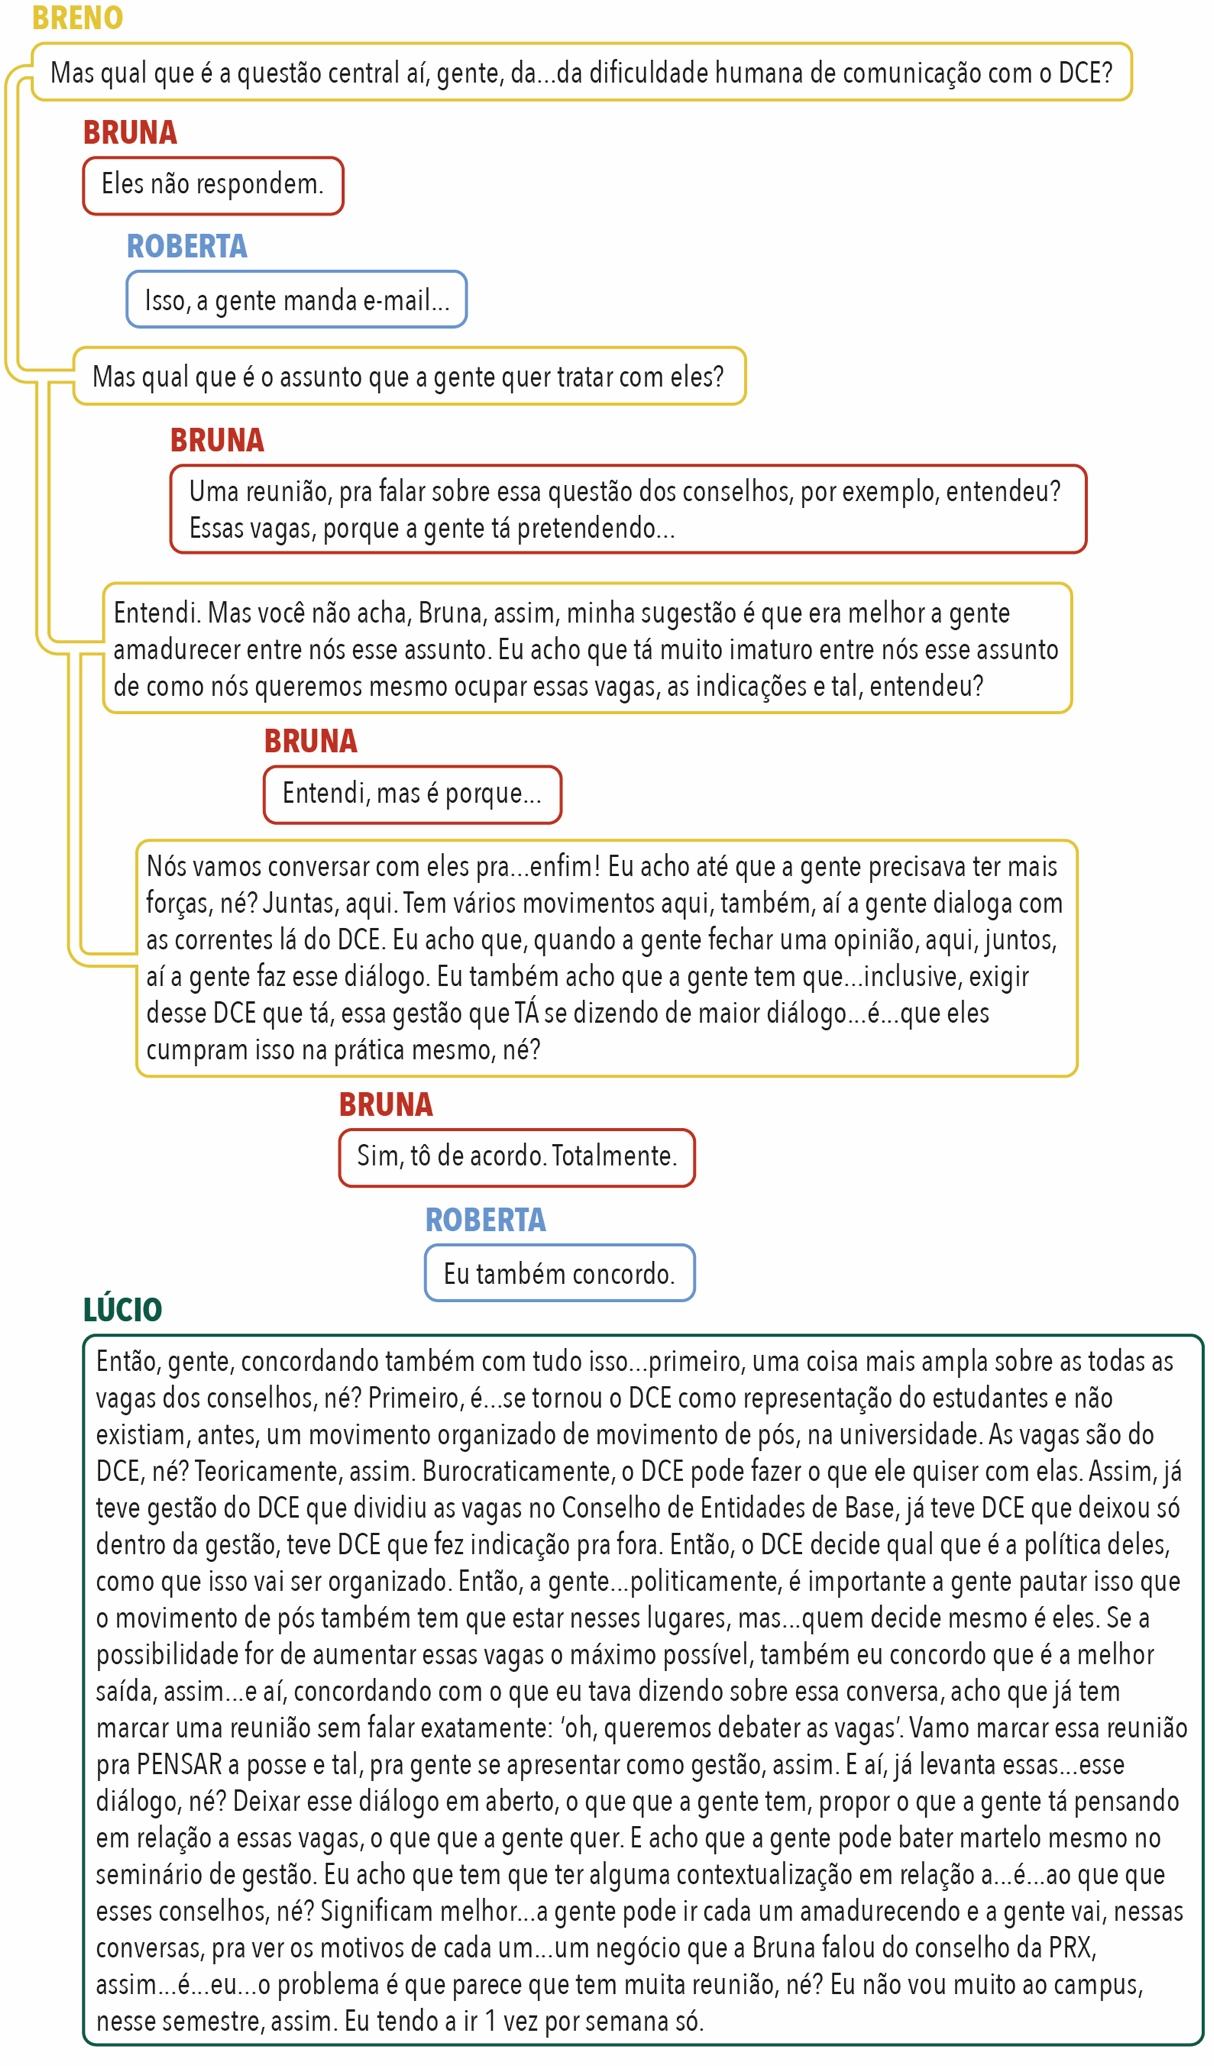 BRENO
Mas qual que é a questão central aí, gente, da...da dificuldade humana de comunicação com o DCE?
BRUNA
Eles não respondem.
ROBERTA
Isso, a gente manda e-mail...
Mas qual que é o assunto que a gente quer tratar com eles?
BRUNA
Uma reunião, pra falar sobre essa questão dos conselhos, por exemplo, entendeu?
Essas vagas, porque a gente tá pretendendo...
Entendi. Mas você não acha, Bruna, assim, minha sugestão é que era melhor a gente
amadurecer entre nós esse assunto. Eu acho que tá muito imaturo entre nós esse assunto
de como nós queremos mesmo ocupar essas vagas, as indicações e tal, entendeu?
BRUNA
Entendi, mas é porque...
Nós vamos conversar com eles pra...enfim! Eu acho até que a gente precisava ter mais
forças, né? Juntas, aqui. Tem vários movimentos aqui, também, aí a gente dialoga com
as correntes lá do DCE. Eu acho que, quando a gente fechar uma opinião, aqui, juntos,
aí a gente faz esse diálogo. Eu também acho que a gente tem que...inclusive, exigir
desse DCE que tá, essa gestão que TÁ se dizendo de maior diálogo...é...que eles
cumpram isso na prática mesmo, né?
BRUNA
Sim, tô de acordo. Totalmente.
ROBERTA
Eu também concordo.
LÚCIO
Então, gente, concordando também com tudo isso...primeiro, uma coisa mais ampla sobre as todas as
vagas dos conselhos, né? Primeiro, é...se tornou o DCE como representação do estudantes e não
existiam, antes, um movimento organizado de movimento de pós, na universidade. As vagas são do
DCE, né? Teoricamente, assim. Burocraticamente, o DCE pode fazer o que ele quiser com elas. Assim, já
teve gestão do DCE que dividiu as vagas no Conselho de Entidades de Base, já teve DCE que deixou só
dentro da gestão, teve DCE que fez indicação pra fora. Então, o DCE decide qual que é a política deles,
como que isso vai ser organizado. Então, a gente...politicamente, é importante a gente pautar isso que
o movimento de pós também tem que estar nesses lugares, mas...quem decide mesmo é eles. Se a
possibilidade for de aumentar essas vagas o máximo possível, também eu concordo que é a melhor
saída, assim...e aí, concordando com o que eu tava dizendo sobre essa conversa, acho que já tem
marcar uma reunião sem falar exatamente: ‘oh, queremos debater as vagas’. Vamo marcar essa reunião
pra PENSAR a posse e tal, pra gente se apresentar como gestão, assim. E aí, já levanta essas...esse
diálogo, né? Deixar esse diálogo em aberto, o que que a gente tem, propor o que a gente tá pensando
em relação a essas vagas, o que que a gente quer. E acho que a gente pode bater martelo mesmo no
seminário de gestão. Eu acho que tem que ter alguma contextualização em relação a...é...ao que que
esses conselhos, né? Significam melhor...a gente pode ir cada um amadurecendo e a gente vai, nessas
conversas, pra ver os motivos de cada um...um negócio que a Bruna falou do conselho da PRX,
assim...é...eu...o problema é que parece que tem muita reunião, né? Eu não vou muito ao campus,
nesse semestre, assim. Eu tendo a ir 1 vez por semana só.